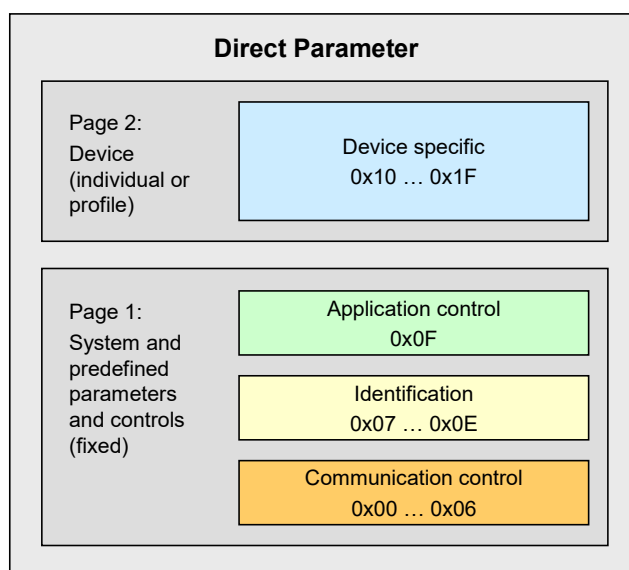 Direct Parameter
Page 2:
Device
(individual or
profile)
Device specific
0x10 … 0x1F
Page 1:
System and
predefined
parameters
and controls
(fixed)
Application control
0x0F
Identification
0x07 … 0x0E
Communication control
0x00 … 0x06